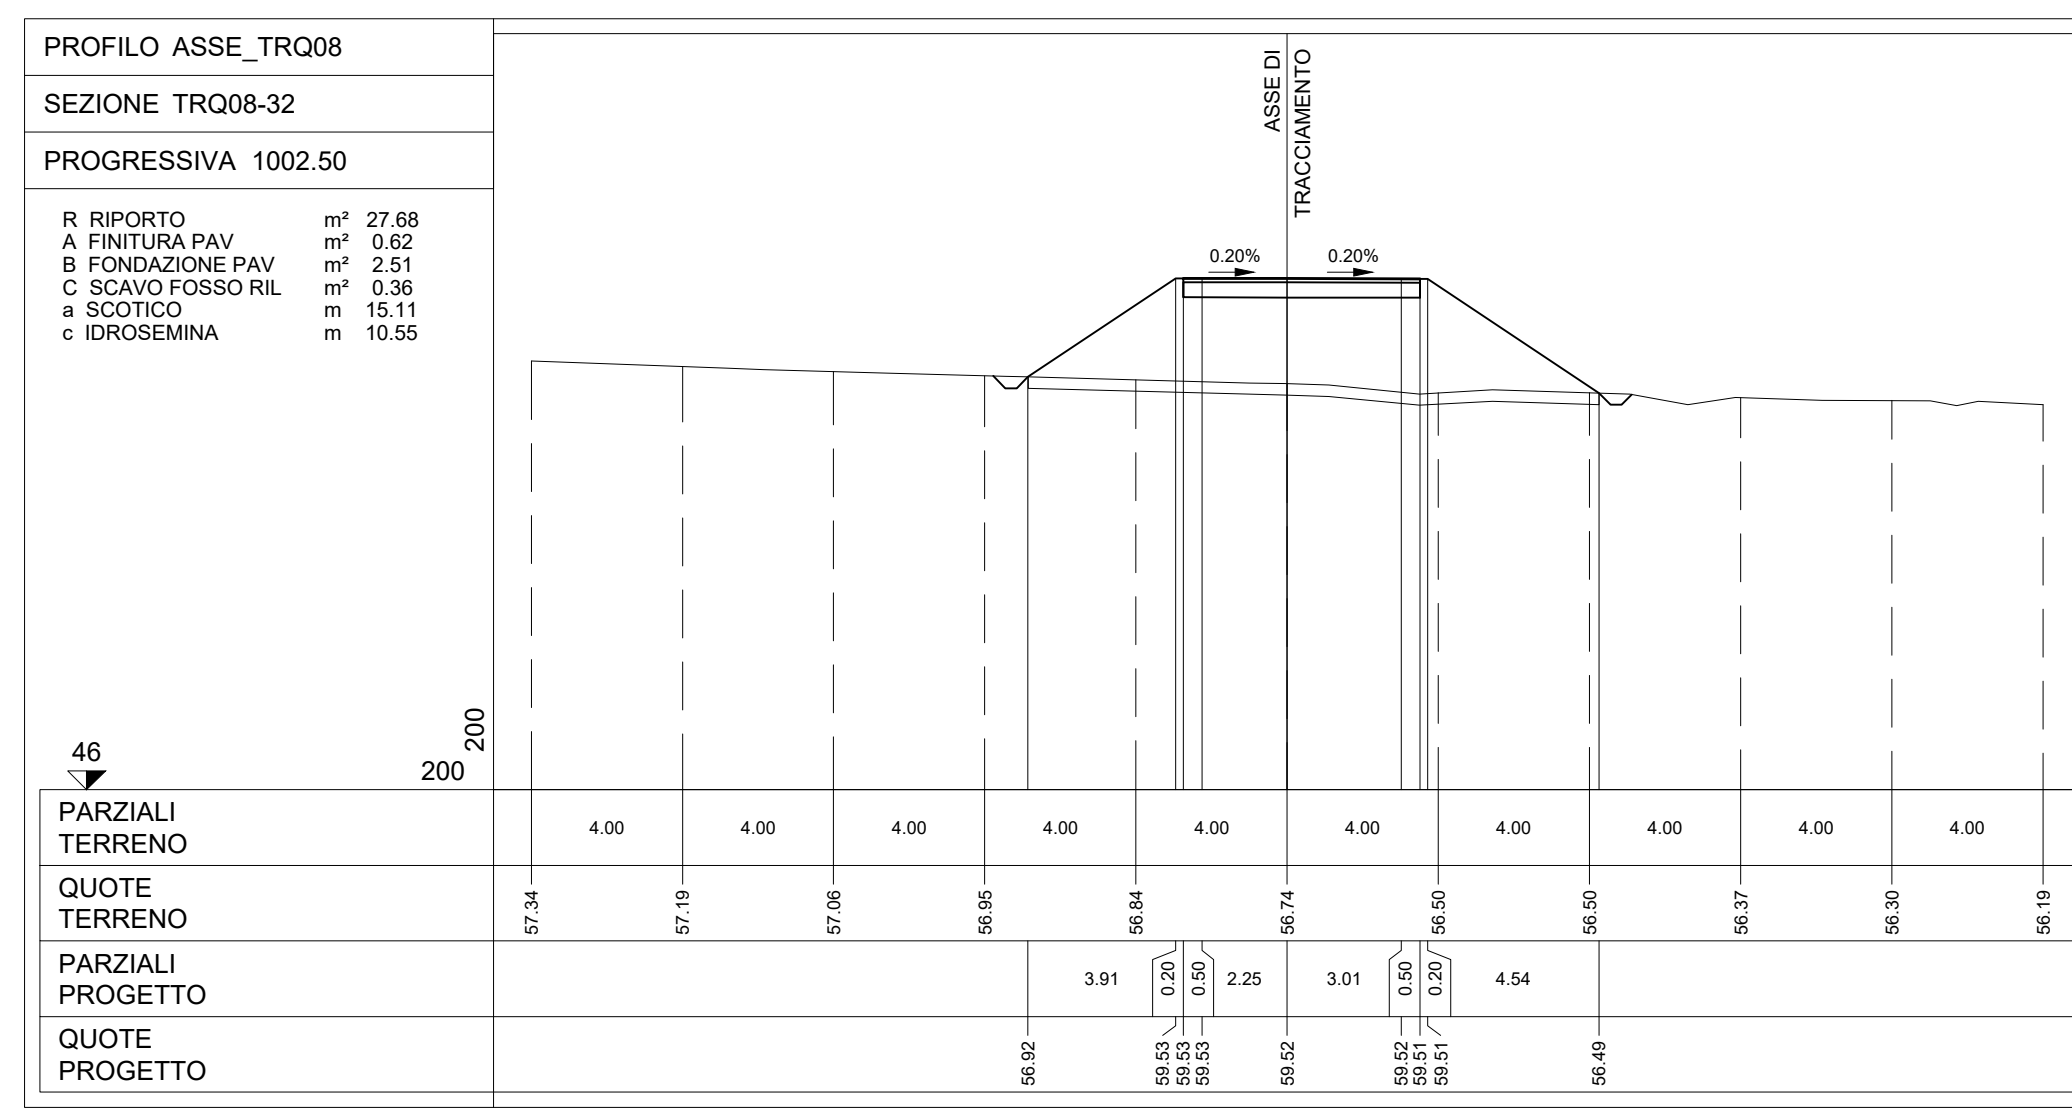 PROFILO ASSE_TRQ08
SEZIONE TRQ08-32
PROGRESSIVA 1002.50
R RIPORTO m² 27.68
A FINITURA PAV m² 0.62
B FONDAZIONE PAV m² 2.51
C SCAVO FOSSO RIL m² 0.36
a SCOTICO m 15.11
c IDROSEMINA m 10.55
ASSE DI
TRACCIAMENTO
0.20% 0.20%
200
46
200
PARZIALI
TERRENO
4.00 4.00 4.00 4.00 4.00 4.00 4.00 4.00 4.00 4.00
QUOTE
TERRENO
57.34 57.19 57.06 56.95 56.84 56.74 56.50 56.50 56.37 56.30 56.19
PARZIALI
PROGETTO
3.91 0.20 0.50 2.25 3.01 0.50 0.20 4.54
QUOTE
PROGETTO
56.92 59.53 59.53 59.53 59.52 59.52 59.51 59.51 56.49